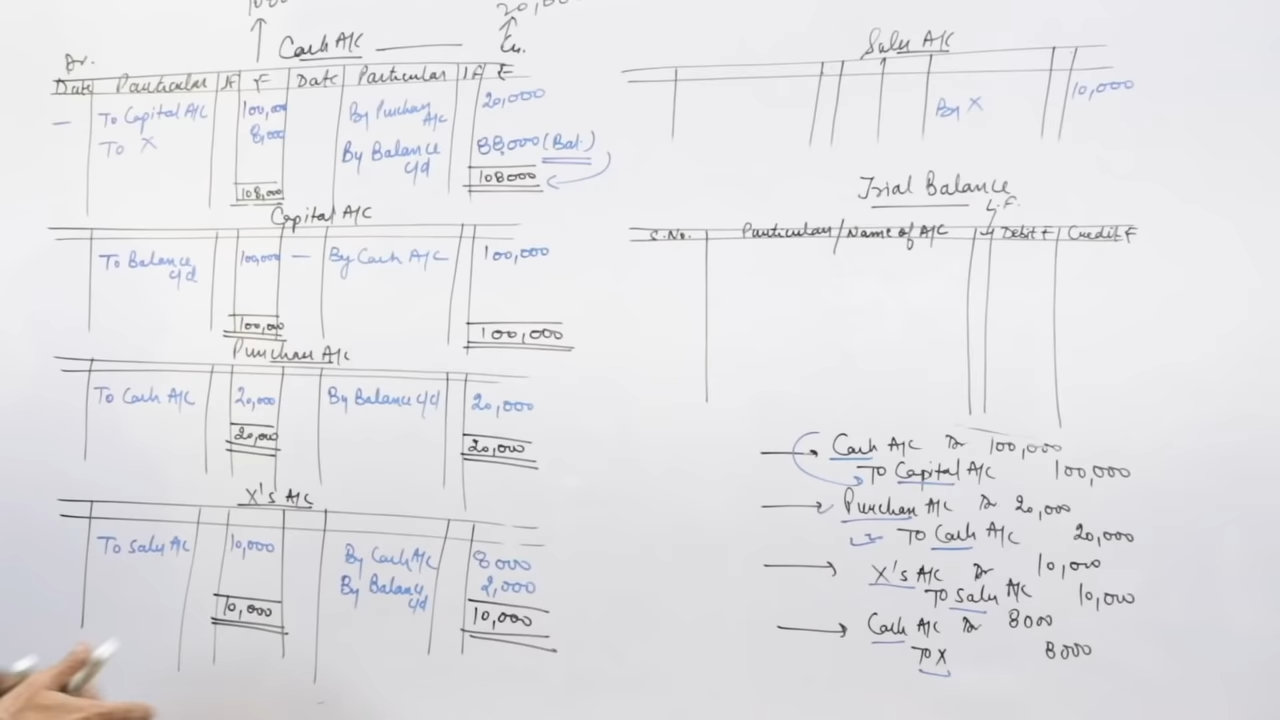 20,000
Cash A/C
Dr.
Cr.
Date Particular JF ₹ Date Particular JF ₹
To Capital A/C 100,000 By Purchase A/C 20,000
To X 8,000 By Balance c/d 88,000 (Bal.)
108,000 108000
Capital A/C
To Balance c/d 100,000 By Cash A/C 100,000
100,000 100,000
Purchase A/C
To Cash A/C 20,000 By Balance c/d 20,000
20,000 20,000
X's A/C
To Sales A/C 10,000 By Cash A/C 8000
By Balance c/d 2,000
10,000 10,000
Sales A/C
By X 10,000
Trial Balance
L.F.
S.No. Particulars/Name of A/C Debit ₹ Credit ₹
Cash A/C Dr 100,000
To Capital A/C 100,000
Purchase A/C Dr 20,000
To Cash A/C 20,000
X's A/C Dr 10,000
To Sales A/C 10,000
Cash A/C Dr 8000
To X 8000